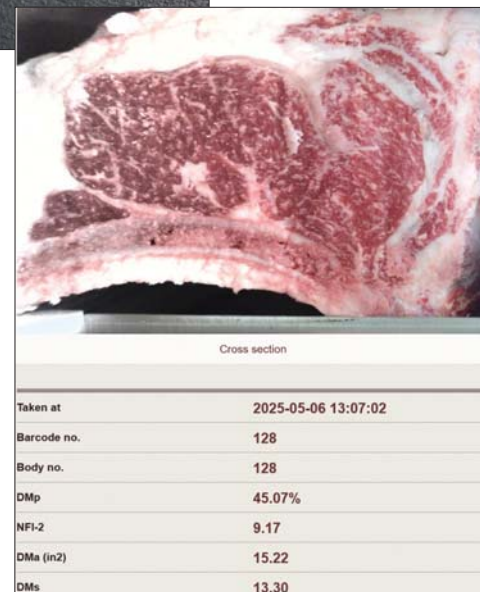 Cross section
Taken at 2025-05-06 13:07:02
Barcode no. 128
Body no. 128
DMp 45.07%
NFI-2 9.17
DMa (in2) 15.22
DMs 13.30